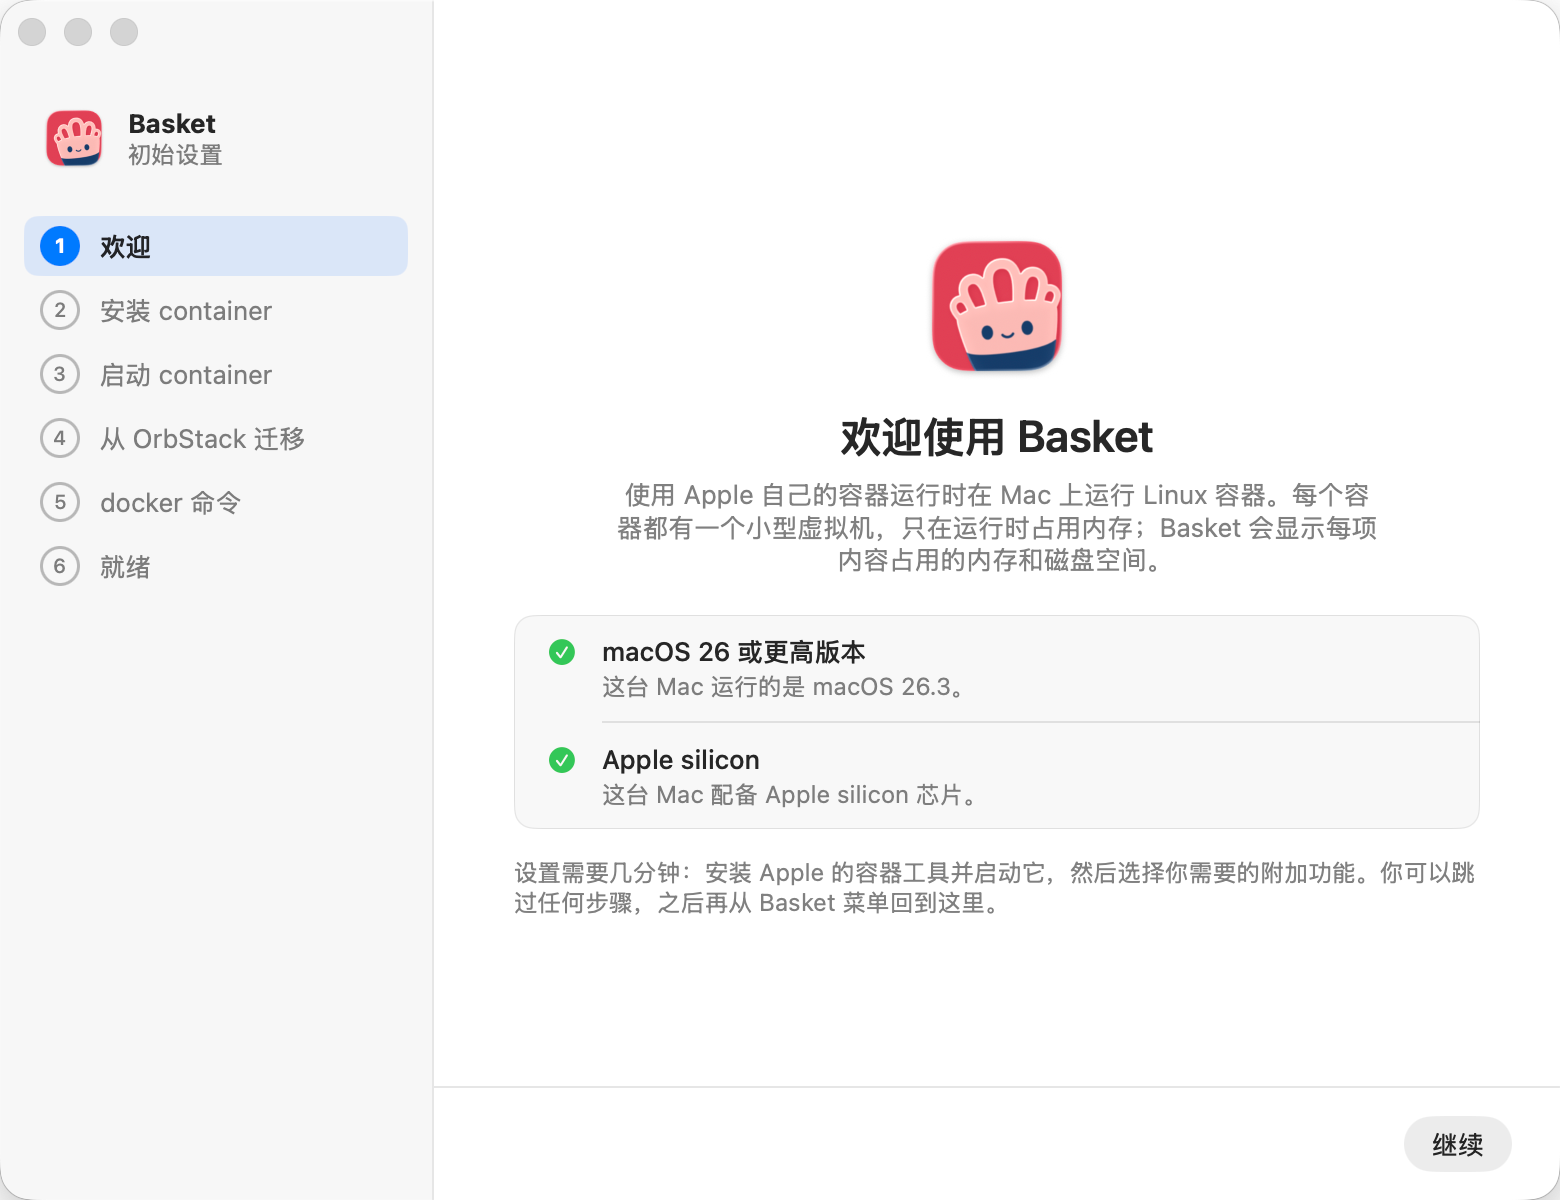 Basket
初始设置
1 欢迎
2 安装 container
3 启动 container
4 从 OrbStack 迁移
5 docker 命令
6 就绪
欢迎使用 Basket
使用 Apple 自己的容器运行时在 Mac 上运行 Linux 容器。每个容
器都有一个小型虚拟机，只在运行时占用内存；Basket 会显示每项
内容占用的内存和磁盘空间。
macOS 26 或更高版本
这台 Mac 运行的是 macOS 26.3。
Apple silicon
这台 Mac 配备 Apple silicon 芯片。
设置需要几分钟：安装 Apple 的容器工具并启动它，然后选择你需要的附加功能。你可以跳
过任何步骤，之后再从 Basket 菜单回到这里。
继续